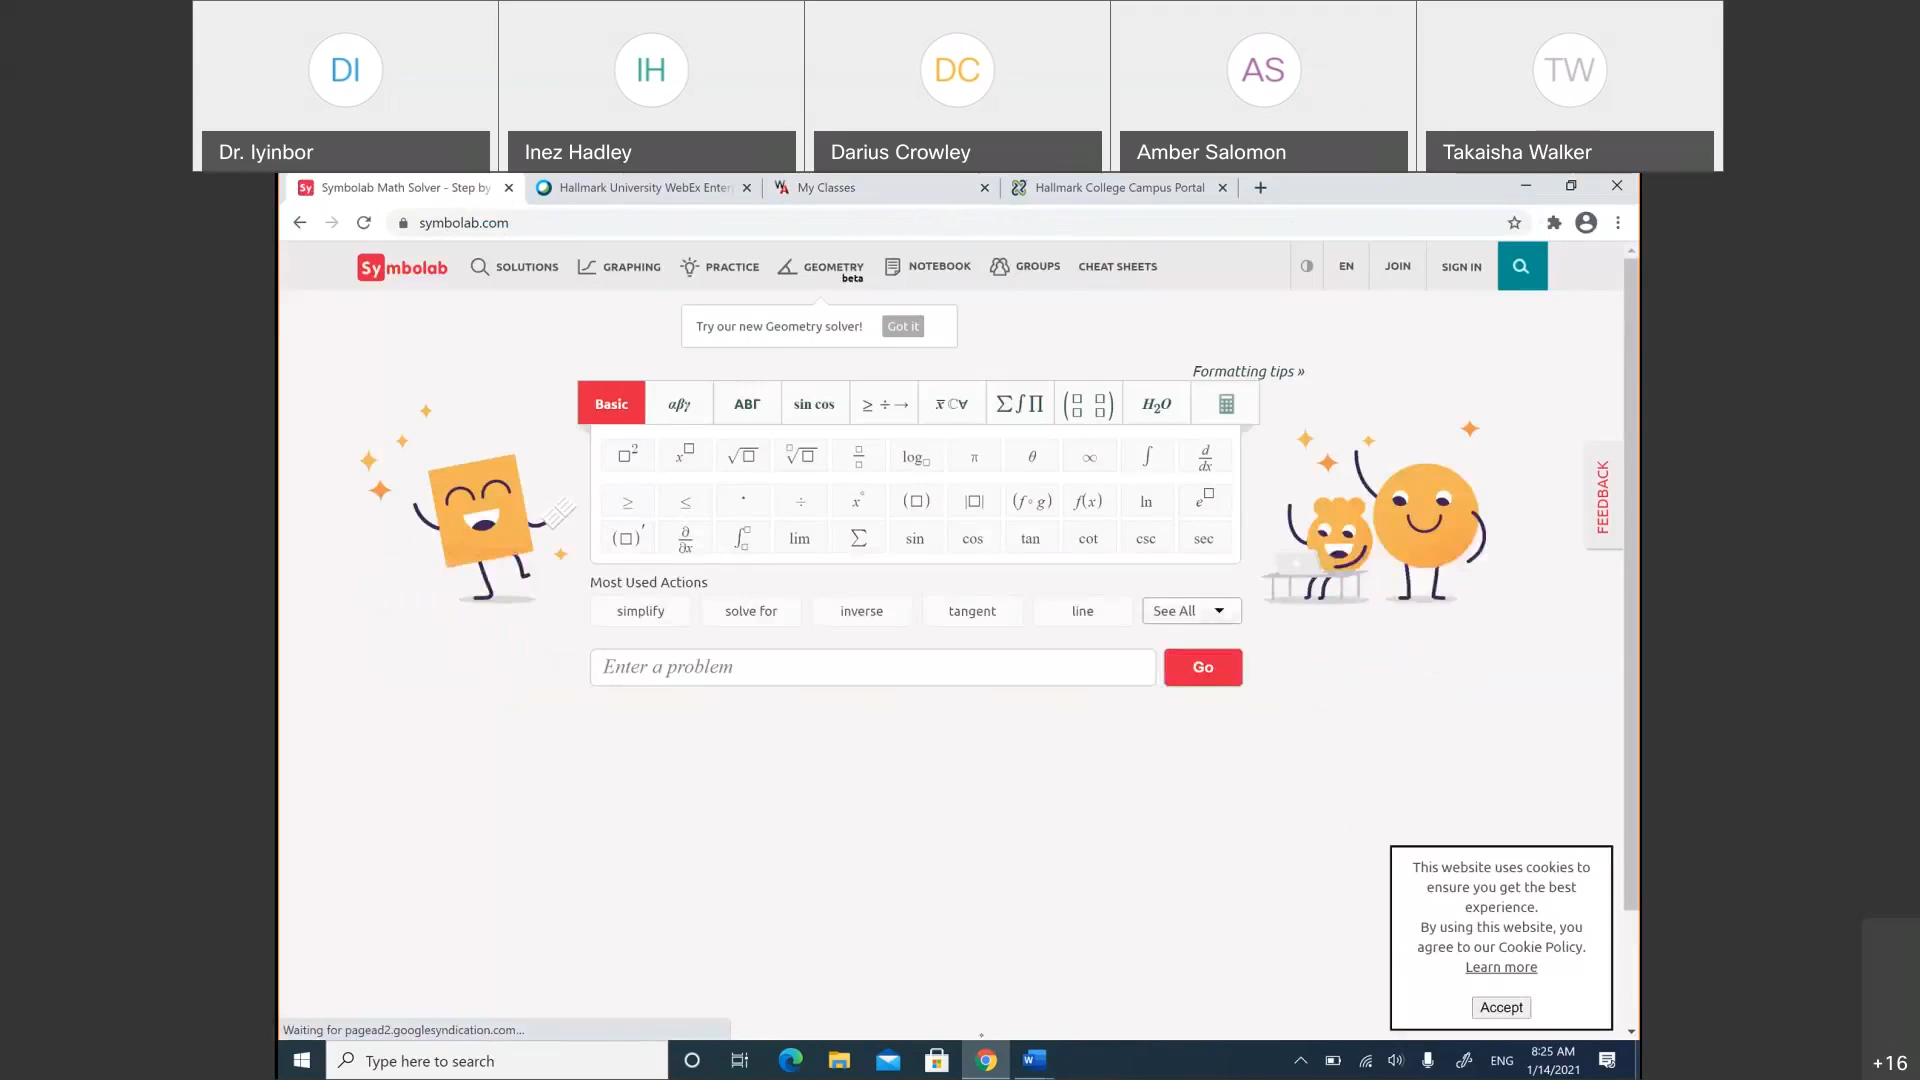 DI
IH
DC
AS
TW
Dr. Iyinbor
Inez Hadley
Darius Crowley
Amber Salomon
Takaisha Walker
Sy Symbolab Math Solver - Step by
Hallmark University WebEx Enter
My Classes
Hallmark College Campus Portal
symbolab.com
Symbolab
SOLUTIONS
GRAPHING
PRACTICE
GEOMETRY
beta
NOTEBOOK
GROUPS
CHEAT SHEETS
EN
JOIN
SIGN IN
Try our new Geometry solver!
Got it
Formatting tips »
Basic
αβγ
ΑΒΓ
sin cos
≥ ÷ →
x̅ ℂ∀
∑ ∫ ∏
(□ □ □ □)
H₂O
□² x^□ √□ ^□√□ □/□ log□ π θ ∞ ∫ d/dx
≥ ≤ · ÷ x° (□) |□| (f∘g) f(x) ln e^□
(□)′ ∂/∂x ∫□□ lim ∑ sin cos tan cot csc sec
Most Used Actions
simplify
solve for
inverse
tangent
line
See All
Enter a problem
Go
FEEDBACK
This website uses cookies to
ensure you get the best
experience.
By using this website, you
agree to our Cookie Policy.
Learn more
Accept
Waiting for pagead2.googlesyndication.com...
Type here to search
ENG
8:25 AM
1/14/2021
+16